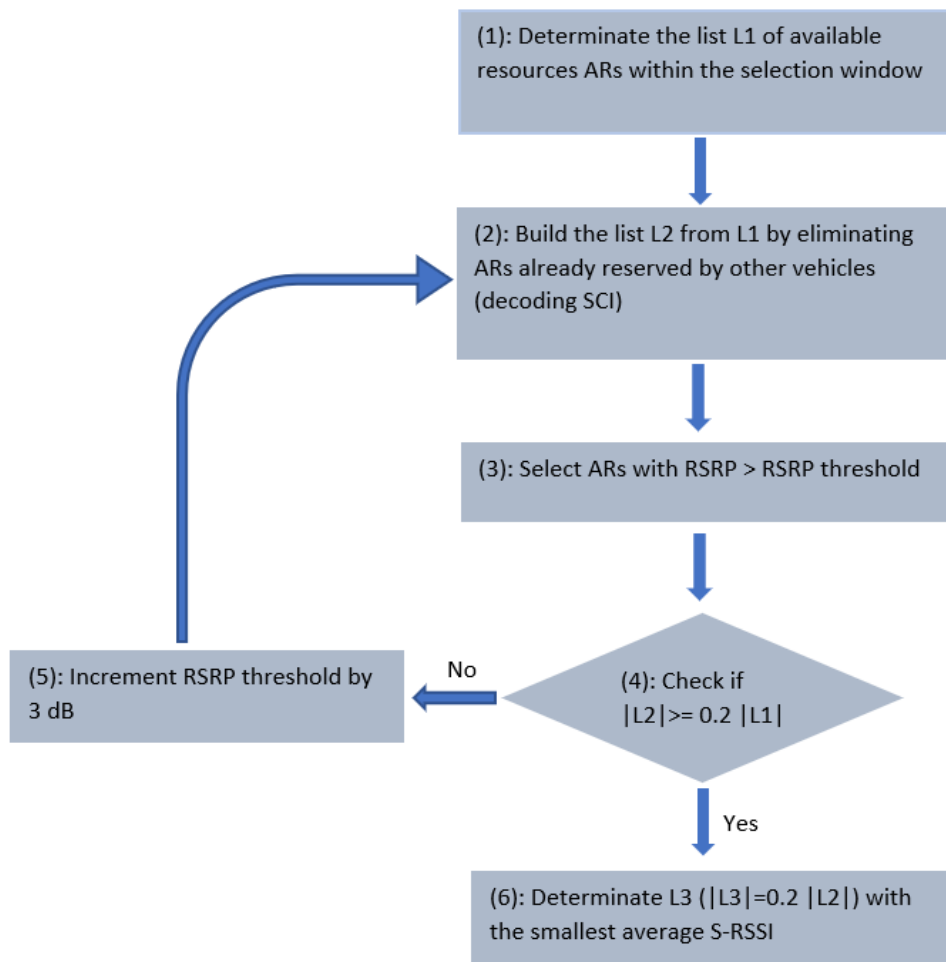 (1): Determinate the list L1 of available
resources ARs within the selection window
(2): Build the list L2 from L1 by eliminating
ARs already reserved by other vehicles
(decoding SCI)
(3): Select ARs with RSRP > RSRP threshold
(4): Check if
|L2|>= 0.2 |L1|
No
(5): Increment RSRP threshold by
3 dB
Yes
(6): Determinate L3 (|L3|=0.2 |L2|) with
the smallest average S-RSSI